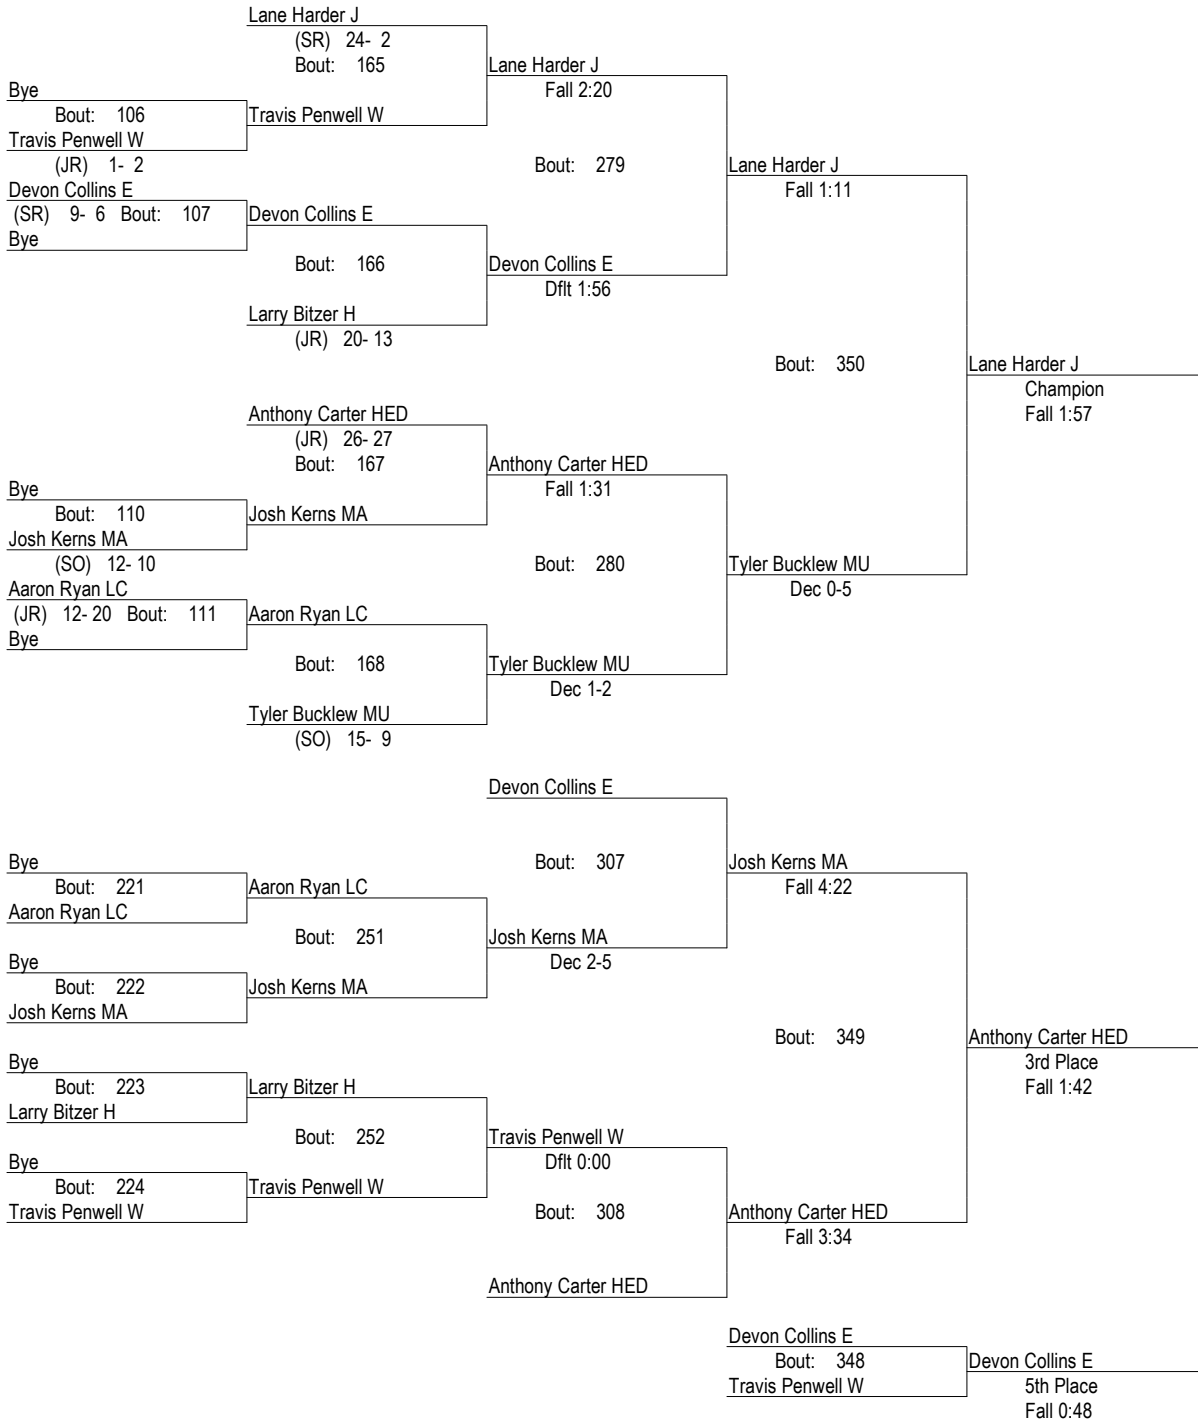 Lane Harder J
(SR) 24- 2
Bout: 165
Lane Harder J
Fall 2:20
Bye
Bout: 106
Travis Penwell W
Travis Penwell W
(JR) 1- 2
Bout: 279
Lane Harder J
Fall 1:11
Devon Collins E
(SR) 9- 6 Bout: 107
Devon Collins E
Bye
Bout: 166
Devon Collins E
Dflt 1:56
Larry Bitzer H
(JR) 20- 13
Bout: 350
Lane Harder J
Champion
Fall 1:57
Anthony Carter HED
(JR) 26- 27
Bout: 167
Anthony Carter HED
Fall 1:31
Bye
Bout: 110
Josh Kerns MA
Josh Kerns MA
(SO) 12- 10
Bout: 280
Tyler Bucklew MU
Dec 0-5
Aaron Ryan LC
(JR) 12- 20 Bout: 111
Aaron Ryan LC
Bye
Bout: 168
Tyler Bucklew MU
Dec 1-2
Tyler Bucklew MU
(SO) 15- 9
Devon Collins E
Bout: 307
Josh Kerns MA
Fall 4:22
Bye
Bout: 221
Aaron Ryan LC
Aaron Ryan LC
Bout: 251
Josh Kerns MA
Dec 2-5
Bye
Bout: 222
Josh Kerns MA
Josh Kerns MA
Bout: 349
Anthony Carter HED
3rd Place
Fall 1:42
Bye
Bout: 223
Larry Bitzer H
Larry Bitzer H
Bout: 252
Travis Penwell W
Dflt 0:00
Bye
Bout: 224
Travis Penwell W
Travis Penwell W
Bout: 308
Anthony Carter HED
Fall 3:34
Anthony Carter HED
Devon Collins E
Bout: 348
Devon Collins E
Travis Penwell W
5th Place
Fall 0:48